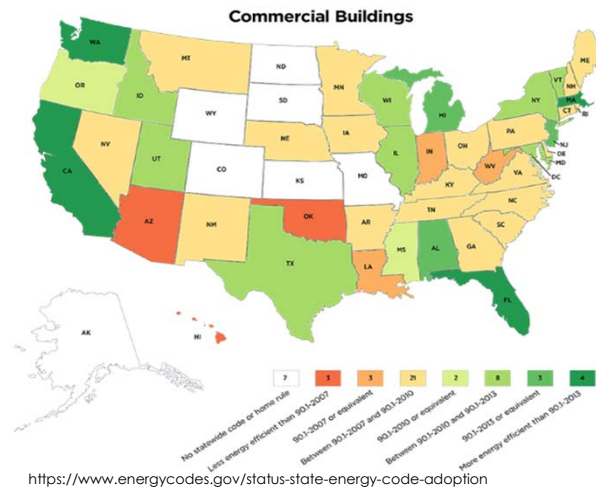 Commercial Buildings
WA
MT
ND
MN
ME
OR
ID
SD
WI
VT
NH
NY
MA
CT
RI
MI
WY
IA
PA
NJ
DE
MD
DC
NE
NV
UT
CO
IL
IN
OH
WV
VA
KS
MO
KY
CA
NC
TN
SC
AZ
NM
OK
AR
MS
AL
GA
TX
LA
FL
AK
HI
7 3 3 21 2 8 5 4
No statewide code or home rule
Less energy efficient than 90.1-2007
90.1-2007 or equivalent
Between 90.1-2007 and 90.1-2010
90.1-2010 or equivalent
Between 90.1-2010 and 90.1-2013
90.1-2013 or equivalent
More energy efficient than 90.1-2013
https://www.energycodes.gov/status-state-energy-code-adoption